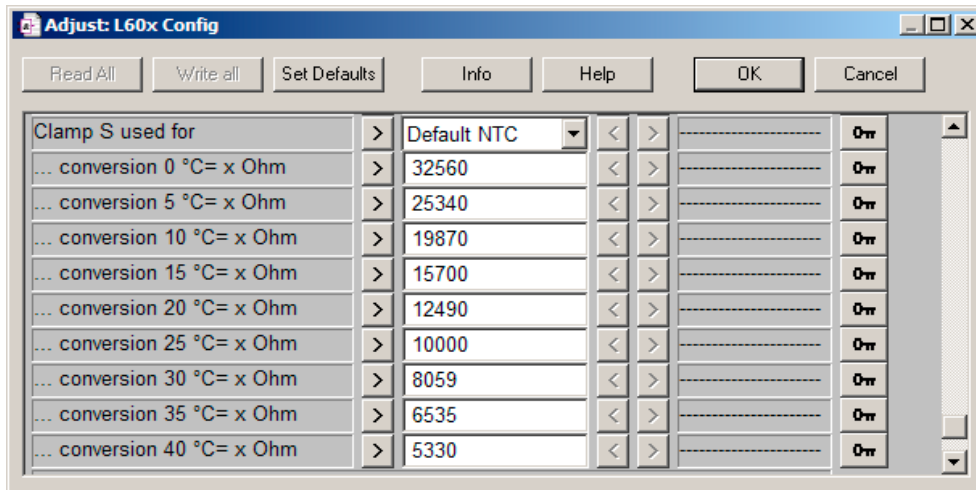 Adjust: L60x Config
Read All Write all Set Defaults Info Help OK Cancel
Clamp S used for > Default NTC < > -------------------
... conversion 0 °C= x Ohm > 32560 < > -------------------
... conversion 5 °C= x Ohm > 25340 < > -------------------
... conversion 10 °C= x Ohm > 19870 < > -------------------
... conversion 15 °C= x Ohm > 15700 < > -------------------
... conversion 20 °C= x Ohm > 12490 < > -------------------
... conversion 25 °C= x Ohm > 10000 < > -------------------
... conversion 30 °C= x Ohm > 8059 < > -------------------
... conversion 35 °C= x Ohm > 6535 < > -------------------
... conversion 40 °C= x Ohm > 5330 < > -------------------